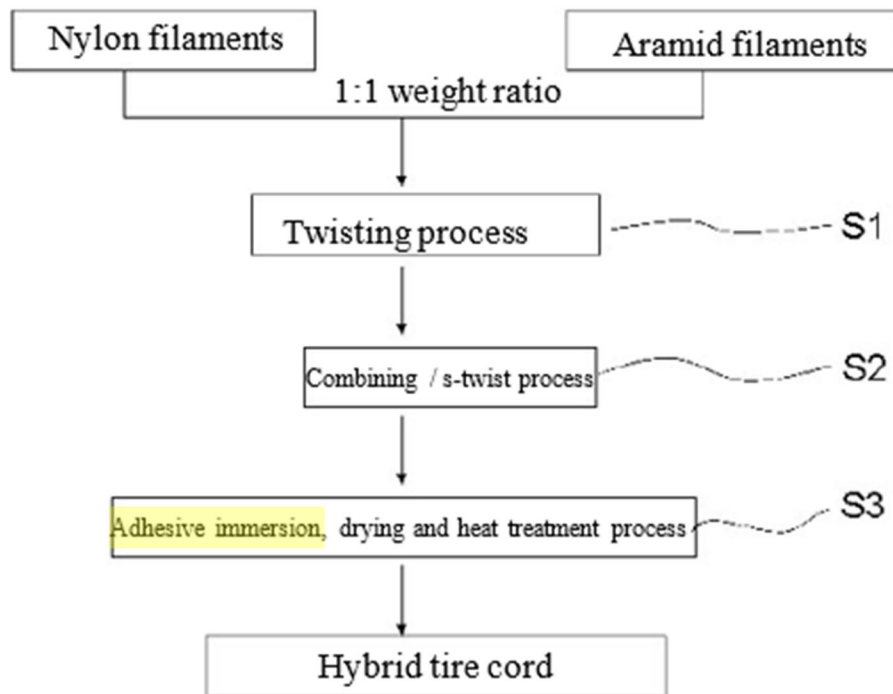 Nylon filaments
Aramid filaments
1:1 weight ratio
Twisting process
S1
Combining / s-twist process
S2
Adhesive immersion, drying and heat treatment process
S3
Hybrid tire cord